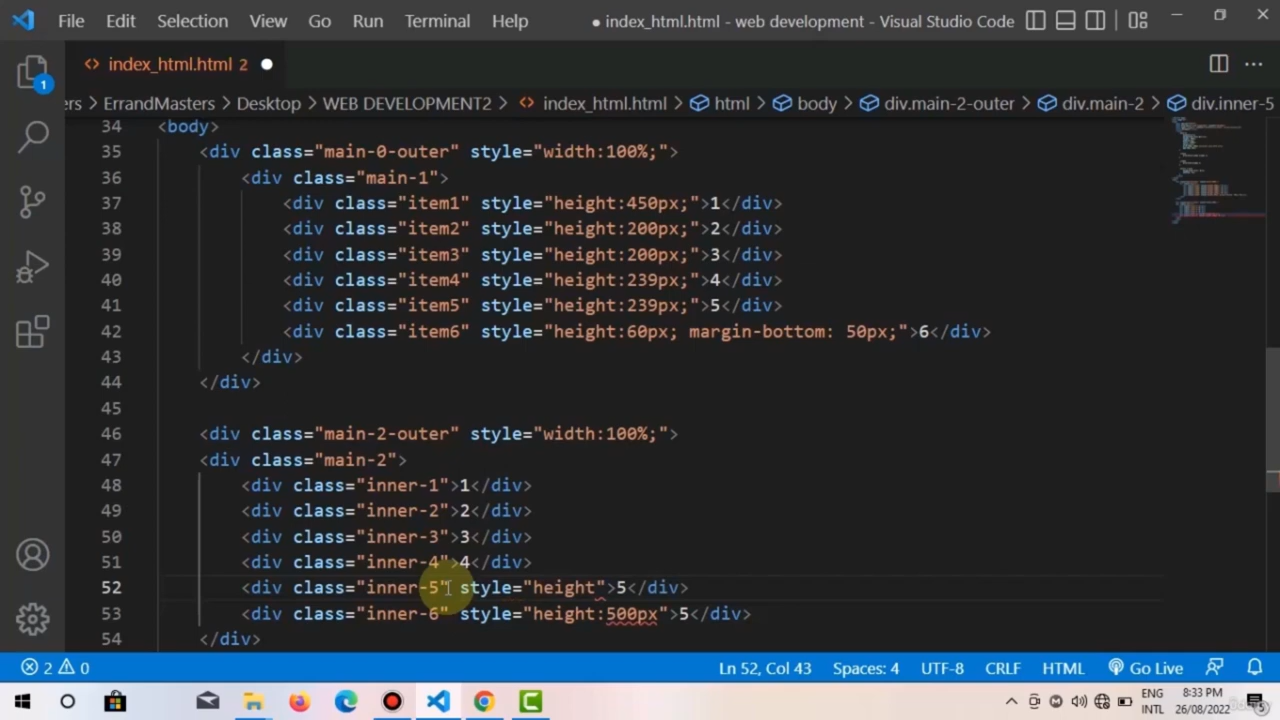 File Edit Selection View Go Run Terminal Help ● index_html.html - web development - Visual Studio Code
<> index_html.html 2 ●
1
ers > ErrandMasters > Desktop > WEB DEVELOPMENT2 > <> index_html.html > html > body > div.main-2-outer > div.main-2 > div.inner-5
34 <body>
35 <div class="main-0-outer" style="width:100%;">
36 <div class="main-1">
37 <div class="item1" style="height:450px;">1</div>
38 <div class="item2" style="height:200px;">2</div>
39 <div class="item3" style="height:200px;">3</div>
40 <div class="item4" style="height:239px;">4</div>
41 <div class="item5" style="height:239px;">5</div>
42 <div class="item6" style="height:60px; margin-bottom: 50px;">6</div>
43 </div>
44 </div>
45
46 <div class="main-2-outer" style="width:100%;">
47 <div class="main-2">
48 <div class="inner-1">1</div>
49 <div class="inner-2">2</div>
50 <div class="inner-3">3</div>
51 <div class="inner-4">4</div>
52 <div class="inner-5" style="height">5</div>
53 <div class="inner-6" style="height:500px">5</div>
54 </div>
2 0 Ln 52, Col 43 Spaces: 4 UTF-8 CRLF HTML Go Live
ENG 8:33 PM
INTL 26/08/2022 5